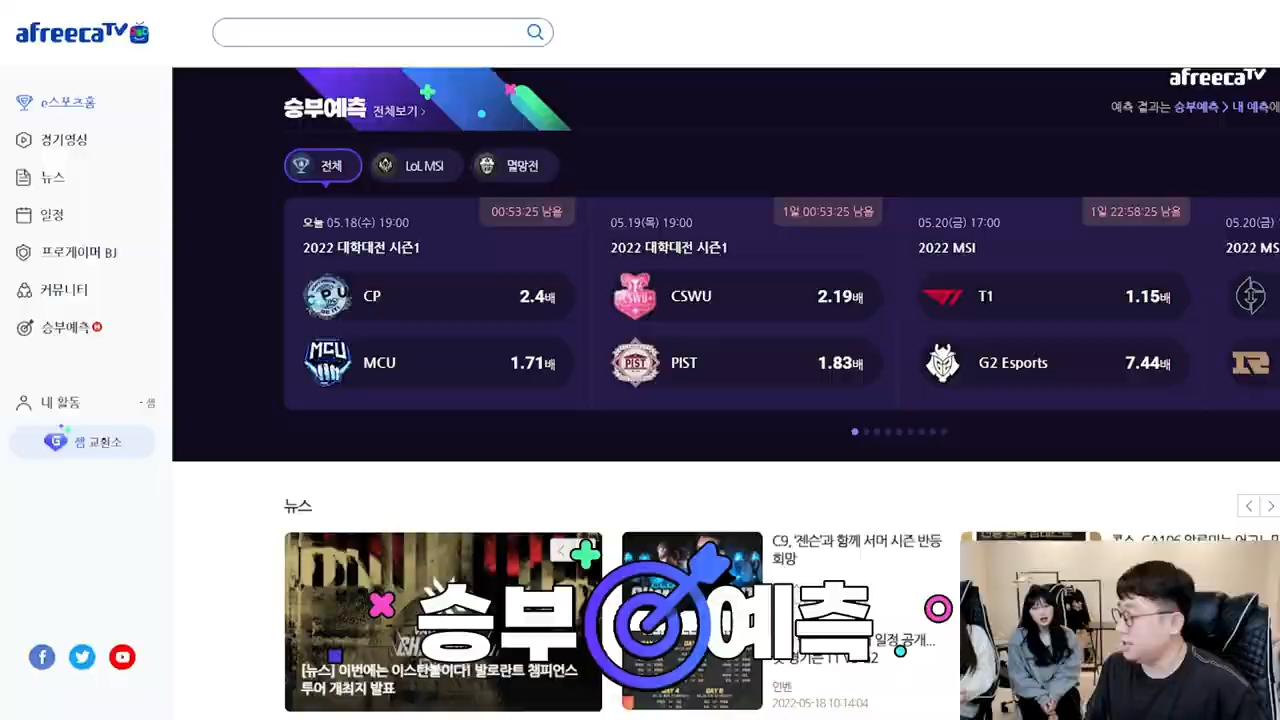 afreecaTV
e스포츠홈
경기영상
뉴스
일정
프로게이머 BJ
커뮤니티
승부예측
내 활동
- 젬
젬 교환소
afreecaTV
승부예측 전체보기 >
예측 결과는 승부예측 > 내 예측에
전체
LoL MSI
멸망전
오늘 05.18(수) 19:00
00:53:25 남음
2022 대학대전 시즌1
CP
2.4배
MCU
1.71배
05.19(목) 19:00
1일 00:53:25 남음
2022 대학대전 시즌1
CSWU
2.19배
PIST
1.83배
05.20(금) 17:00
1일 22:58:25 남음
2022 MSI
T1
1.15배
G2 Esports
7.44배
05.20(금)
2022 MS
뉴스
[뉴스] 이번에는 이스탄불이다! 발로란트 챔피언스
투어 개최지 발표
C9, '젠슨'과 함께 서머 시즌 반등
희망
일정 공개...
인벤
2022-05-18 10:14:04
승부예측